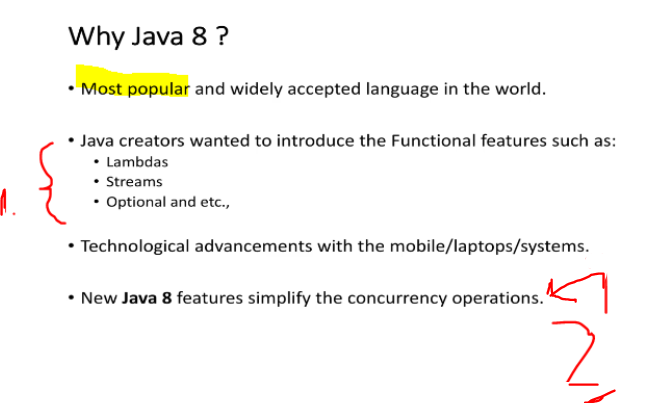 Why Java 8 ?
• Most popular and widely accepted language in the world.
• Java creators wanted to introduce the Functional features such as:
• Lambdas
• Streams
• Optional and etc.,
1.
• Technological advancements with the mobile/laptops/systems.
• New Java 8 features simplify the concurrency operations.
2